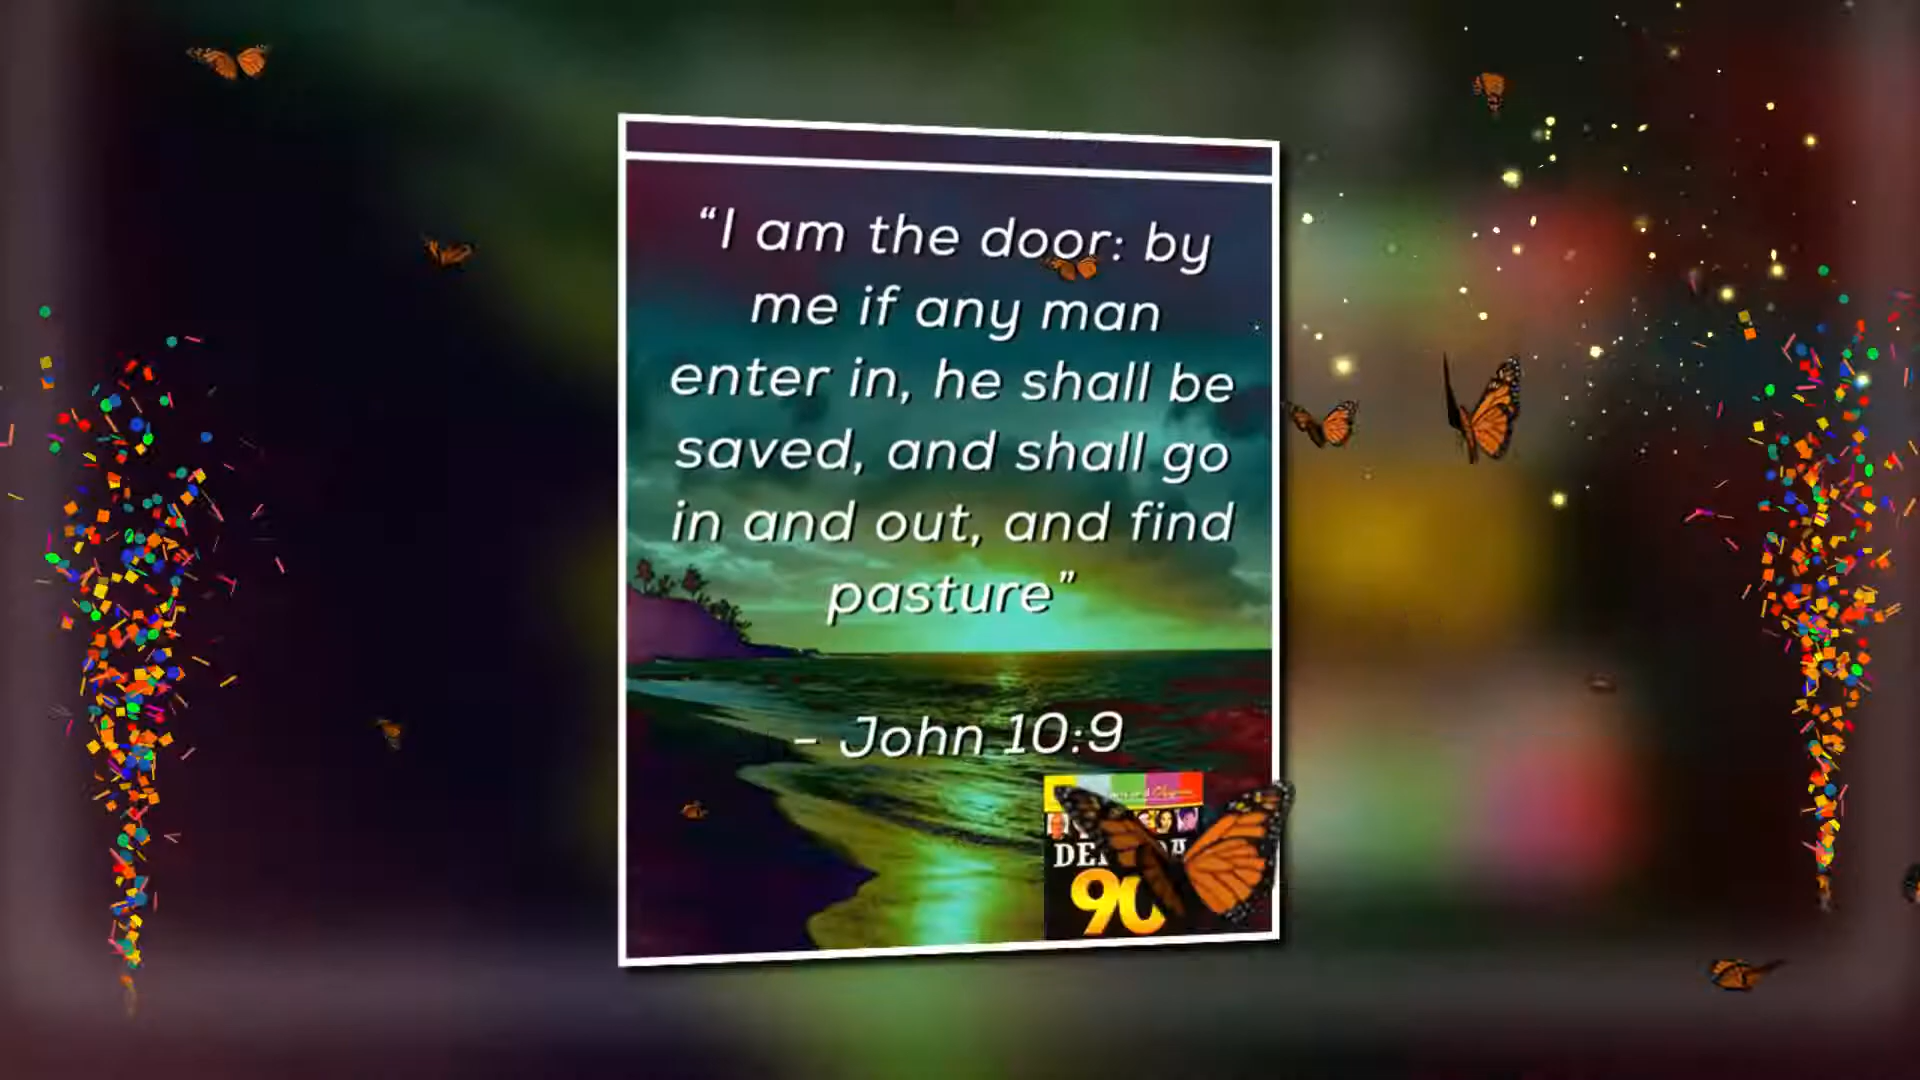 “I am the door: by
me if any man
enter in, he shall be
saved, and shall go
in and out, and find
pasture”
- John 10:9